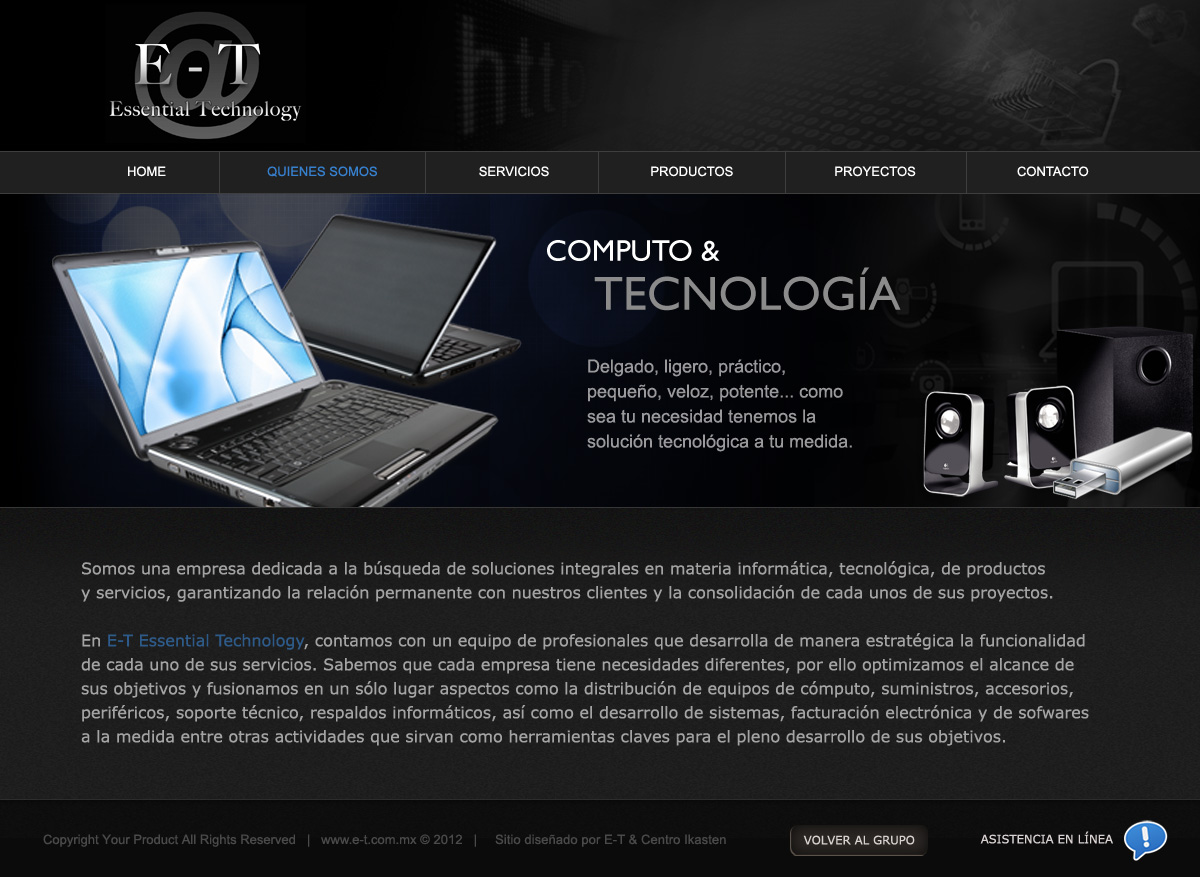 E-T
Essential Technology
http
HOME QUIENES SOMOS SERVICIOS PRODUCTOS PROYECTOS CONTACTO
COMPUTO &
TECNOLOGÍA
Delgado, ligero, práctico,
pequeño, veloz, potente... como
sea tu necesidad tenemos la
solución tecnológica a tu medida.
Somos una empresa dedicada a la búsqueda de soluciones integrales en materia informática, tecnológica, de productos
y servicios, garantizando la relación permanente con nuestros clientes y la consolidación de cada unos de sus proyectos.
En E-T Essential Technology, contamos con un equipo de profesionales que desarrolla de manera estratégica la funcionalidad
de cada uno de sus servicios. Sabemos que cada empresa tiene necesidades diferentes, por ello optimizamos el alcance de
sus objetivos y fusionamos en un sólo lugar aspectos como la distribución de equipos de cómputo, suministros, accesorios,
periféricos, soporte técnico, respaldos informáticos, así como el desarrollo de sistemas, facturación electrónica y de sofwares
a la medida entre otras actividades que sirvan como herramientas claves para el pleno desarrollo de sus objetivos.
Copyright Your Product All Rights Reserved | www.e-t.com.mx © 2012 | Sitio diseñado por E-T & Centro Ikasten
VOLVER AL GRUPO
ASISTENCIA EN LÍNEA